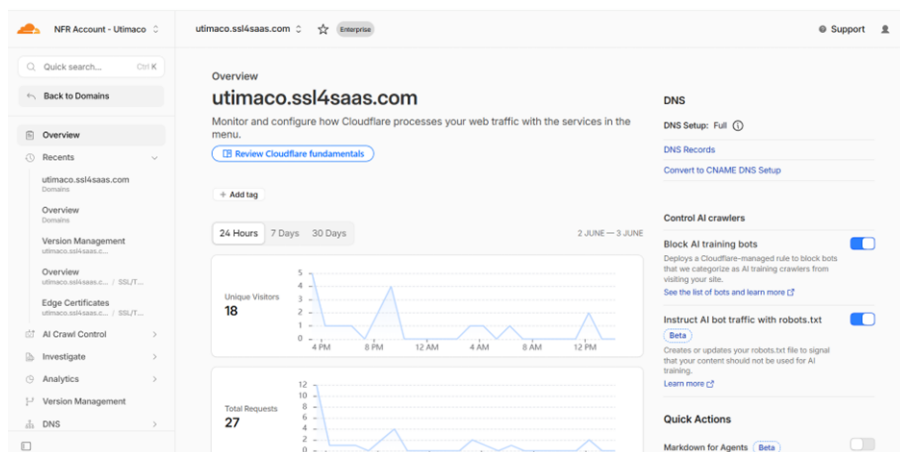 NFR Account - Utimaco
utimaco.ssl4saas.com
Enterprise
Support
Quick search...
Ctrl K
Back to Domains
Overview
Recents
utimaco.ssl4saas.com
Domains
Overview
Domains
Version Management
utimaco.ssl4saas.c...
Overview
utimaco.ssl4saas.c... / SSL/T...
Edge Certificates
utimaco.ssl4saas.c... / SSL/T...
AI Crawl Control
Investigate
Analytics
Version Management
DNS
Overview
utimaco.ssl4saas.com
Monitor and configure how Cloudflare processes your web traffic with the services in the
menu.
Review Cloudflare fundamentals
+ Add tag
24 Hours 7 Days 30 Days
2 JUNE — 3 JUNE
Unique Visitors
18
5
4
3
2
1
4 PM 8 PM 12 AM 4 AM 8 AM 12 PM
Total Requests
27
12
10
8
6
4
2
0
DNS
DNS Setup: Full
DNS Records
Convert to CNAME DNS Setup
Control AI crawlers
Block AI training bots
Deploys a Cloudflare-managed rule to block bots
that we categorize as AI training crawlers from
visiting your site.
See the list of bots and learn more
Instruct AI bot traffic with robots.txt
Beta
Creates or updates your robots.txt file to signal
that your content should not be used for AI
training.
Learn more
Quick Actions
Markdown for Agents Beta